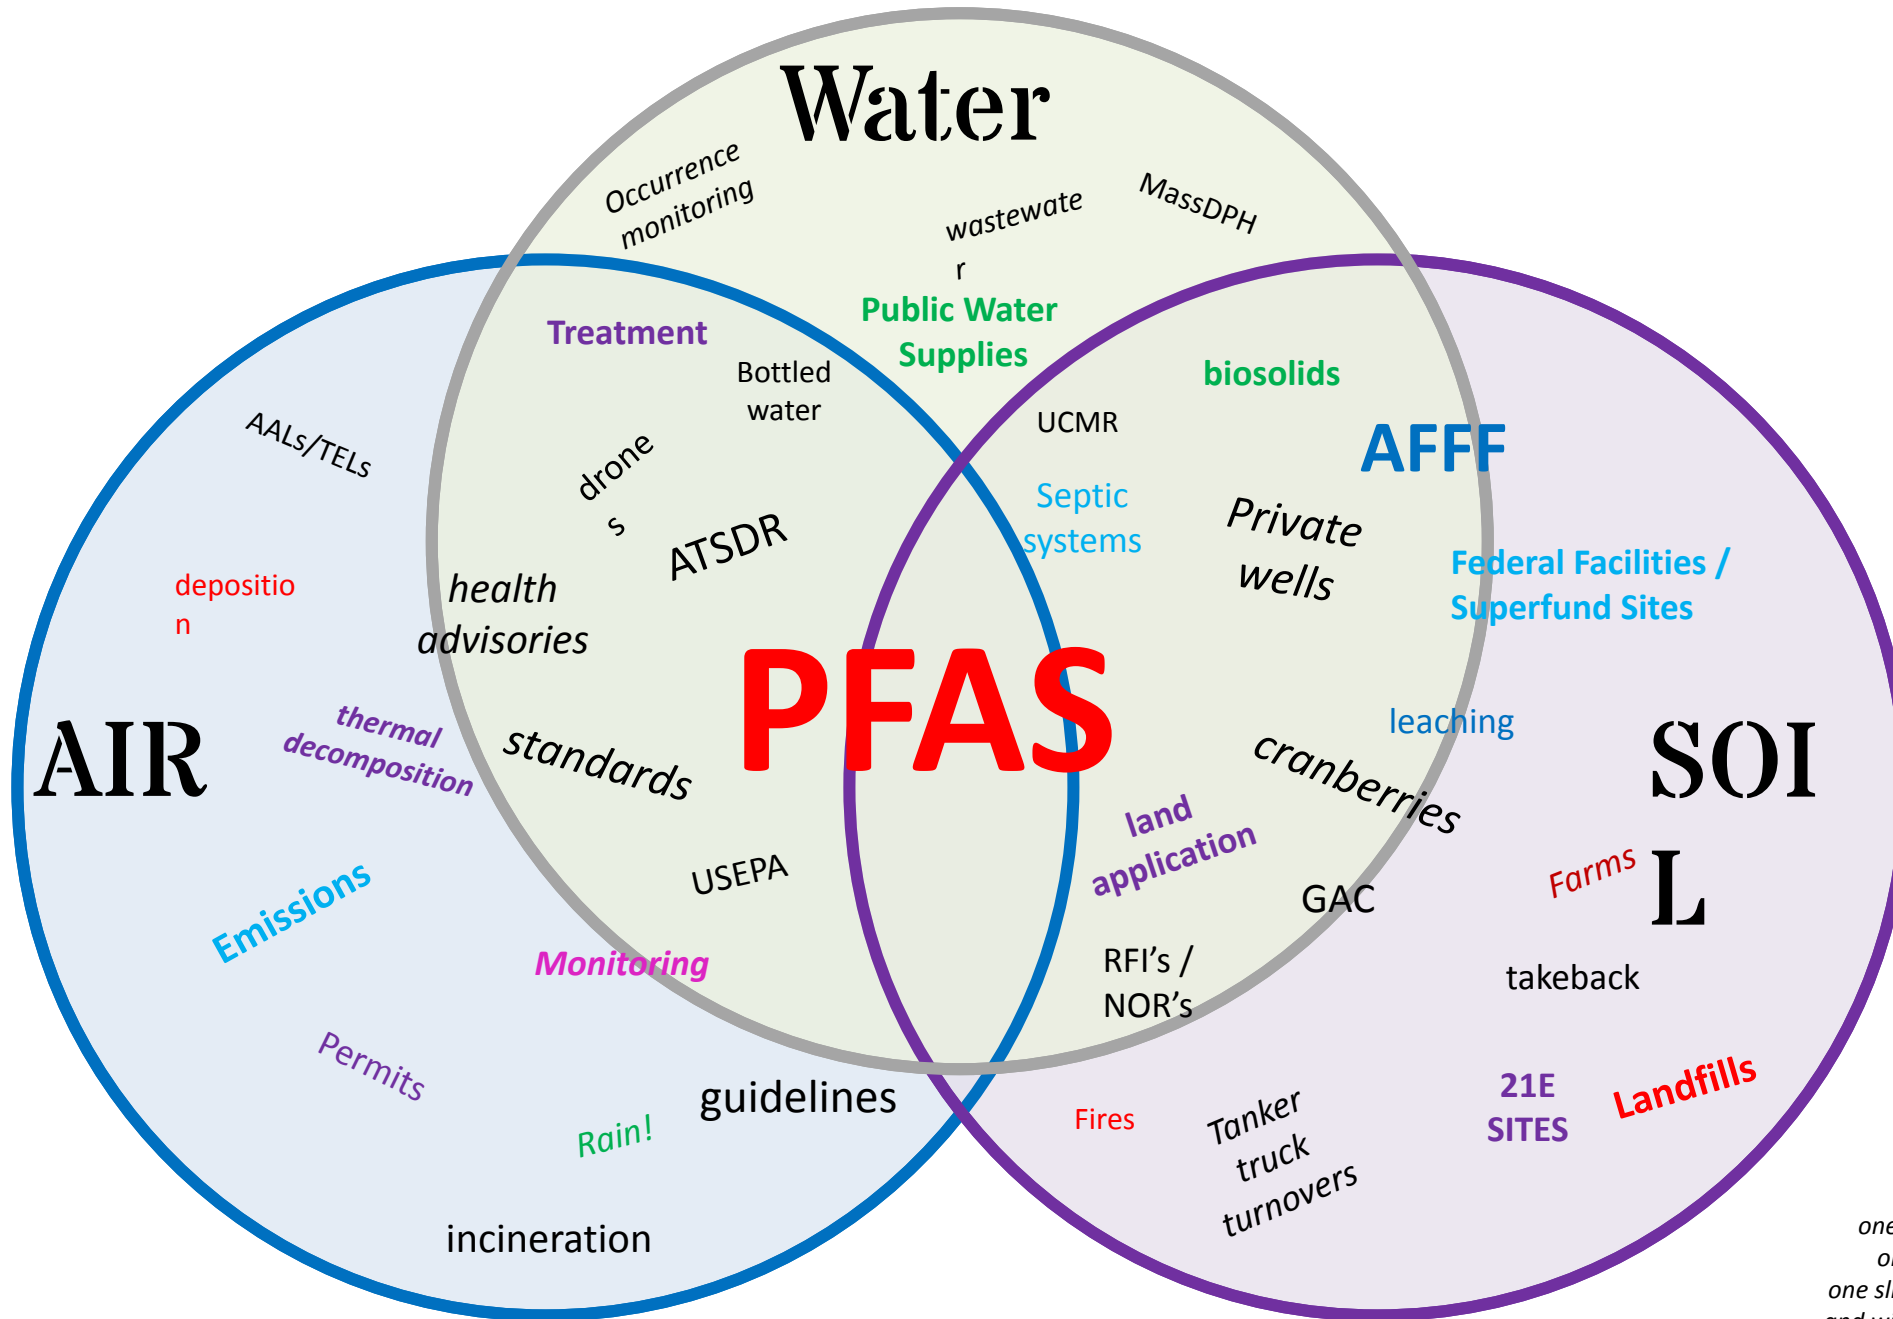 Water
Occurrence
monitoring
wastewate
r
MassDPH
Public Water
Supplies
Treatment
Bottled
water
drone
s
ATSDR
health
advisories
standards
USEPA
Monitoring
UCMR
biosolids
AFFF
Septic
systems
Private
wells
Federal Facilities /
Superfund Sites
PFAS
leaching
cranberries
land
application
GAC
RFI's /
NOR's
AIR
AALs/TELs
depositio
n
thermal
decomposition
Emissions
Permits
Rain!
guidelines
incineration
SOI
L
Farms
takeback
21E
SITES
Landfills
Fires
Tanker
truck
turnovers
one
one